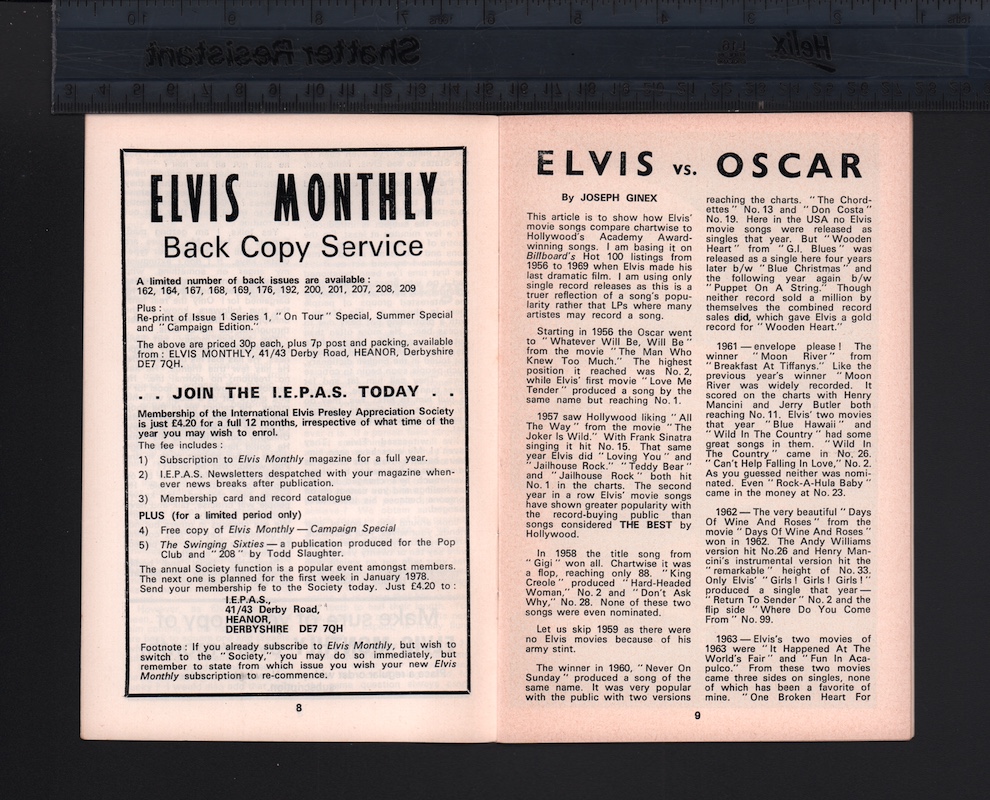 Shatter Resistant
Helix
ELVIS MONTHLY
Back Copy Service
A limited number of back issues are available :
162, 164, 167, 168, 169, 176, 192, 200, 201, 207, 208, 209
Plus :
Re-print of Issue 1 Series 1, "On Tour" Special, Summer Special
and "Campaign Edition."
The above are priced 30p each, plus 7p post and packing, available
from : ELVIS MONTHLY, 41/43 Derby Road, HEANOR, Derbyshire
DE7 7QH.
. . JOIN THE I.E.P.A.S. TODAY . .
Membership of the International Elvis Presley Appreciation Society
is just £4.20 for a full 12 months, irrespective of what time of the
year you may wish to enrol.
The fee includes :
1) Subscription to Elvis Monthly magazine for a full year.
2) I.E.P.A.S. Newsletters despatched with your magazine when-
ever news breaks after publication.
3) Membership card and record catalogue
PLUS (for a limited period only)
4) Free copy of Elvis Monthly — Campaign Special
5) The Swinging Sixties — a publication produced for the Pop
Club and "208" by Todd Slaughter.
The annual Society function is a popular event amongst members.
The next one is planned for the first week in January 1978.
Send your membership fe to the Society today. Just £4.20 to :
I.E.P.A.S.,
41/43 Derby Road,
HEANOR,
DERBYSHIRE DE7 7QH
Footnote : If you already subscribe to Elvis Monthly, but wish to
switch to the "Society," you may do so immediately, but
remember to state from which issue you wish your new Elvis
Monthly subscription to re-commence.
8
ELVIS vs. OSCAR
By JOSEPH GINEX
This article is to show how Elvis'
movie songs compare chartwise to
Hollywood's Academy Award-
winning songs. I am basing it on
Billboard's Hot 100 listings from
1956 to 1969 when Elvis made his
last dramatic film. I am using only
single record releases as this is a
truer reflection of a song's popu-
larity rather that LPs where many
artists may record a song.
Starting in 1956 the Oscar went
to "Whatever Will Be, Will Be"
from the movie "The Man Who
Knew Too Much." The highest
position it reached was No. 2,
while Elvis' first movie "Love Me
Tender" produced a song by the
same name but reaching No. 1.
1957 saw Hollywood liking "All
The Way" from the movie "The
Joker Is Wild." With Frank Sinatra
singing it hit No. 15. That same
year Elvis did "Loving You" and
"Jailhouse Rock." "Teddy Bear"
and "Jailhouse Rock" both hit
No. 1 in the charts. The second
year in a row Elvis' movie songs
have shown greater popularity with
the record-buying public than
songs considered THE BEST by
Hollywood.
In 1958 the title song from
"Gigi" won all. Chartwise it was
a flop, reaching only 88. "King
Creole" produced "Hard-Headed
Woman," No. 2 and "Don't Ask
Why," No. 28. None of these two
songs were even nominated.
Let us skip 1959 as there were
no Elvis movies because of his
army stint.
The winner in 1960, "Never On
Sunday" produced a song of the
same name. It was very popular
with the public with two versions
reaching the charts. "The Chord-
ettes" No. 13 and "Don Costa"
No. 19. Here in the USA no Elvis
movie songs were released as
singles that year. But "Wooden
Heart" from "G.I. Blues" was
released as a single here four years
later b/w "Blue Christmas" and
the following year again b/w
"Puppet On A String." Though
neither record sold a million by
themselves the combined record
sales did, which gave Elvis a gold
record for "Wooden Heart."
1961 — envelope please! The
winner "Moon River" from
"Breakfast At Tiffanys." Like the
previous year's winner "Moon
River was widely recorded. It
scored on the charts with Henry
Mancini and Jerry Butler both
reaching No. 11. Elvis' two movies
that year "Blue Hawaii" and
"Wild In The Country" had some
great songs in them. "Wild In
The Country" came in No. 26.
"Can't Help Falling In Love," No. 2.
As you guessed neither was nomi-
nated. Even "Rock-A-Hula Baby"
came in the money at No. 23.
1962 — The very beautiful "Days
Of Wine And Roses" from the
movie "Days Of Wine And Roses"
won in 1962. The Andy Williams
version hit No.26 and Henry Man-
cini's instrumental version hit the
"remarkable" height of No. 33.
Only Elvis' "Girls! Girls! Girls!"
produced a single that year —
"Return To Sender" No. 2 and the
flip side "Where Do You Come
From" No. 99.
1963 — Elvis's two movies of
1963 were "It Happened At The
World's Fair" and "Fun In Aca-
pulco." From these two movies
came three sides on singles, none
of which has been a favorite of
mine. "One Broken Heart For
9